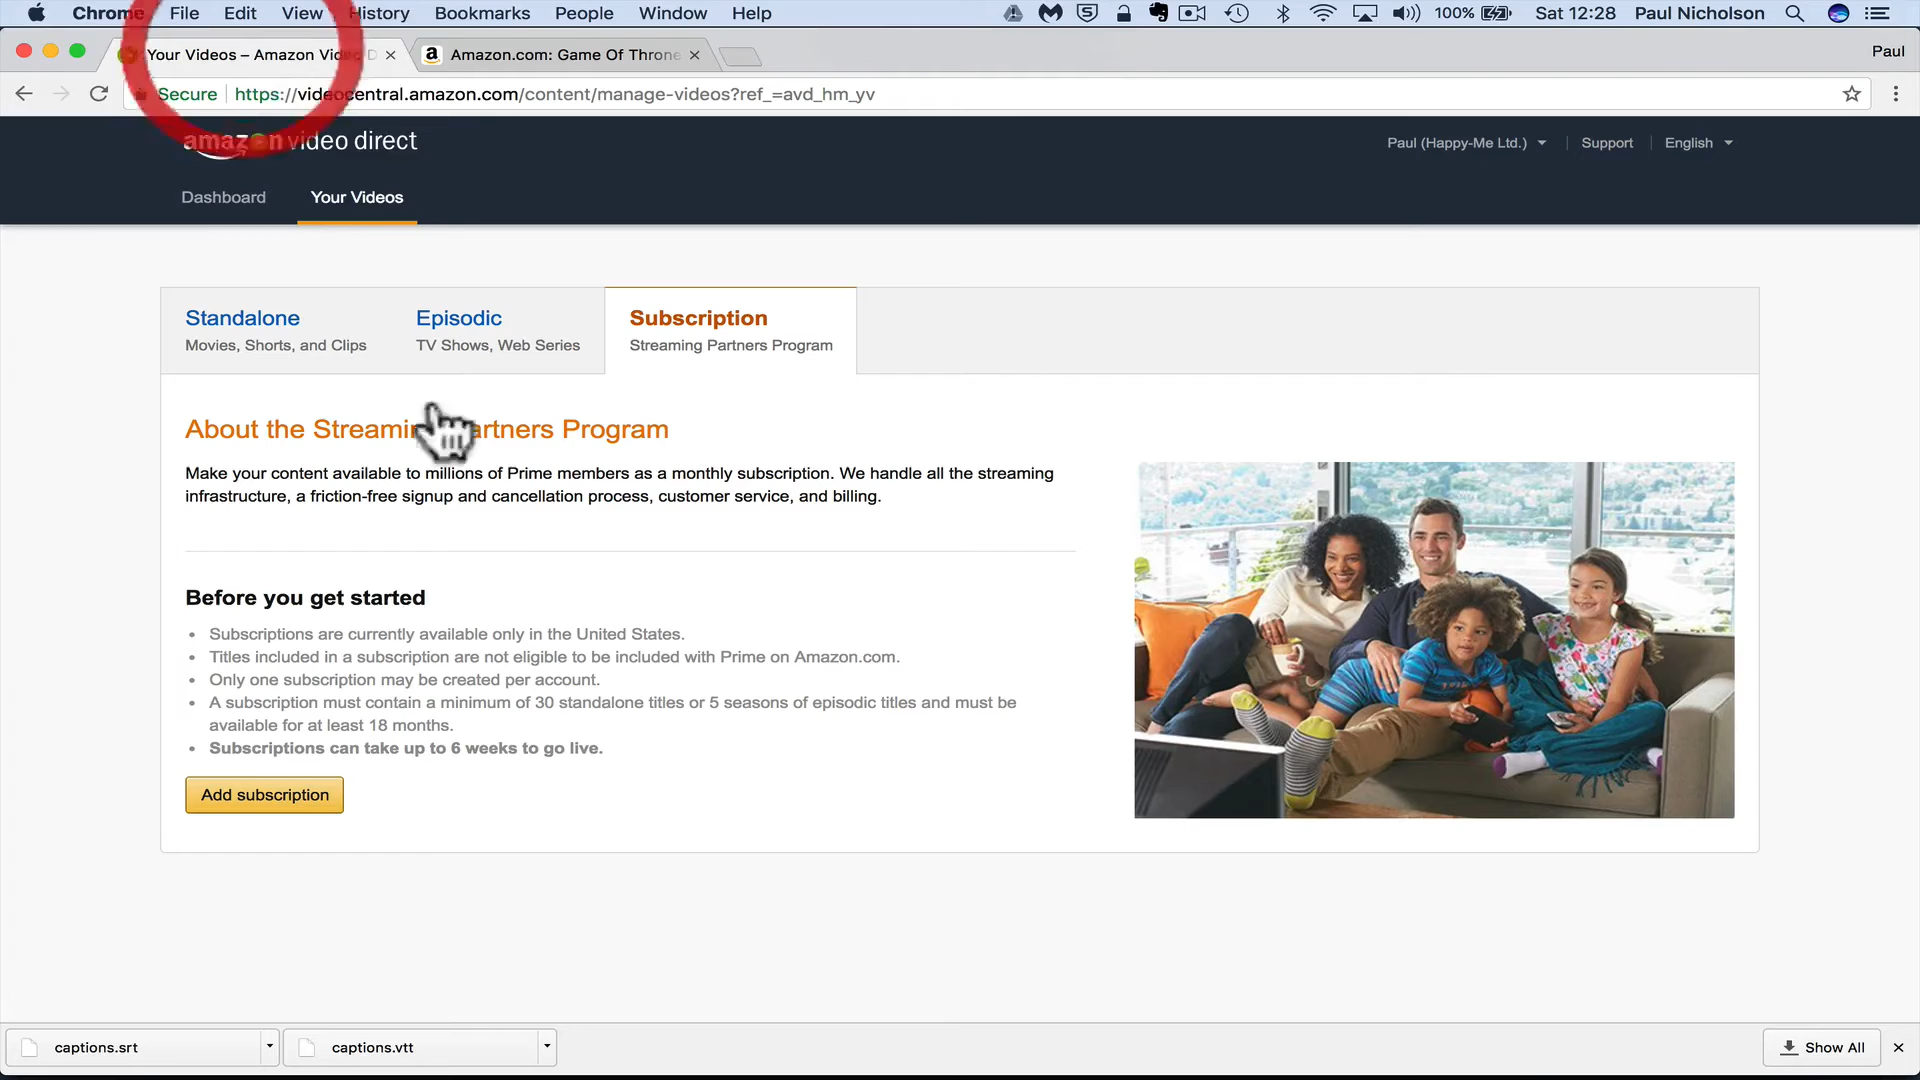 Chrome File Edit View History Bookmarks People Window Help 100% Sat 12:28 Paul Nicholson
Your Videos – Amazon Video D Amazon.com: Game Of Throne Paul
Secure https://videocentral.amazon.com/content/manage-videos?ref_=avd_hm_yv
amazon video direct
Paul (Happy-Me Ltd.) Support English
Dashboard Your Videos
Standalone Episodic Subscription
Movies, Shorts, and Clips TV Shows, Web Series Streaming Partners Program
About the Streaming Partners Program
Make your content available to millions of Prime members as a monthly subscription. We handle all the streaming
infrastructure, a friction-free signup and cancellation process, customer service, and billing.
Before you get started
• Subscriptions are currently available only in the United States.
• Titles included in a subscription are not eligible to be included with Prime on Amazon.com.
• Only one subscription may be created per account.
• A subscription must contain a minimum of 30 standalone titles or 5 seasons of episodic titles and must be
available for at least 18 months.
• Subscriptions can take up to 6 weeks to go live.
Add subscription
captions.srt captions.vtt Show All